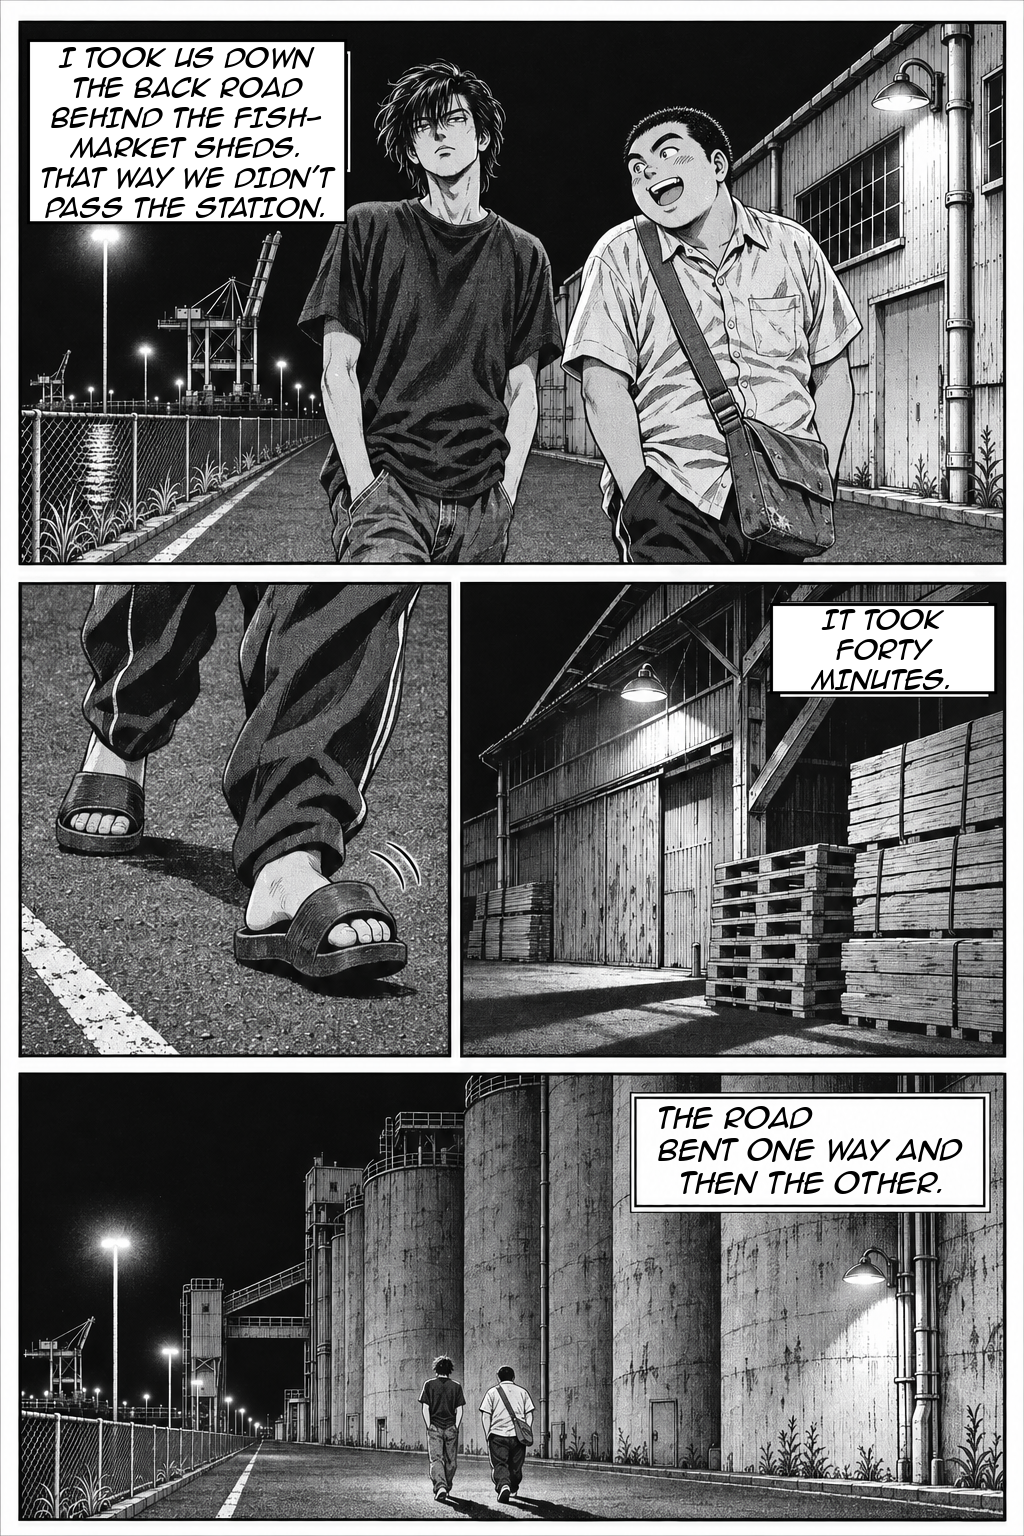 I TOOK US DOWN
THE BACK ROAD
BEHIND THE FISH-
MARKET SHEDS.
THAT WAY WE DIDN'T
PASS THE STATION.
IT TOOK
FORTY
MINUTES.
THE ROAD
BENT ONE WAY AND
THEN THE OTHER.